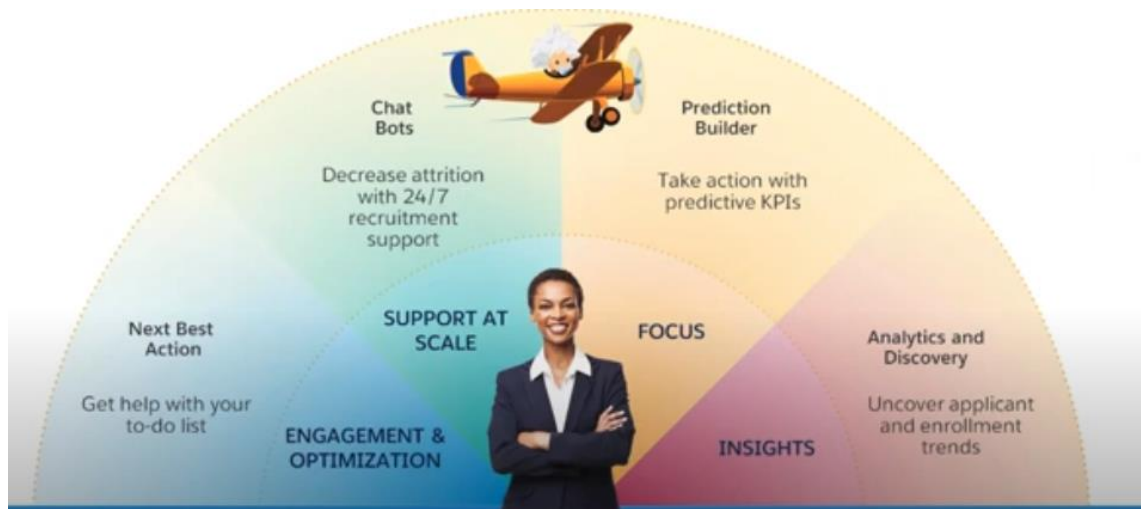 Chat
Bots
Decrease attrition
with 24/7
recruitment
support
Prediction
Builder
Take action with
predictive KPIs
SUPPORT AT
SCALE
FOCUS
Next Best
Action
Get help with your
to-do list
ENGAGEMENT &
OPTIMIZATION
INSIGHTS
Analytics and
Discovery
Uncover applicant
and enrollment
trends